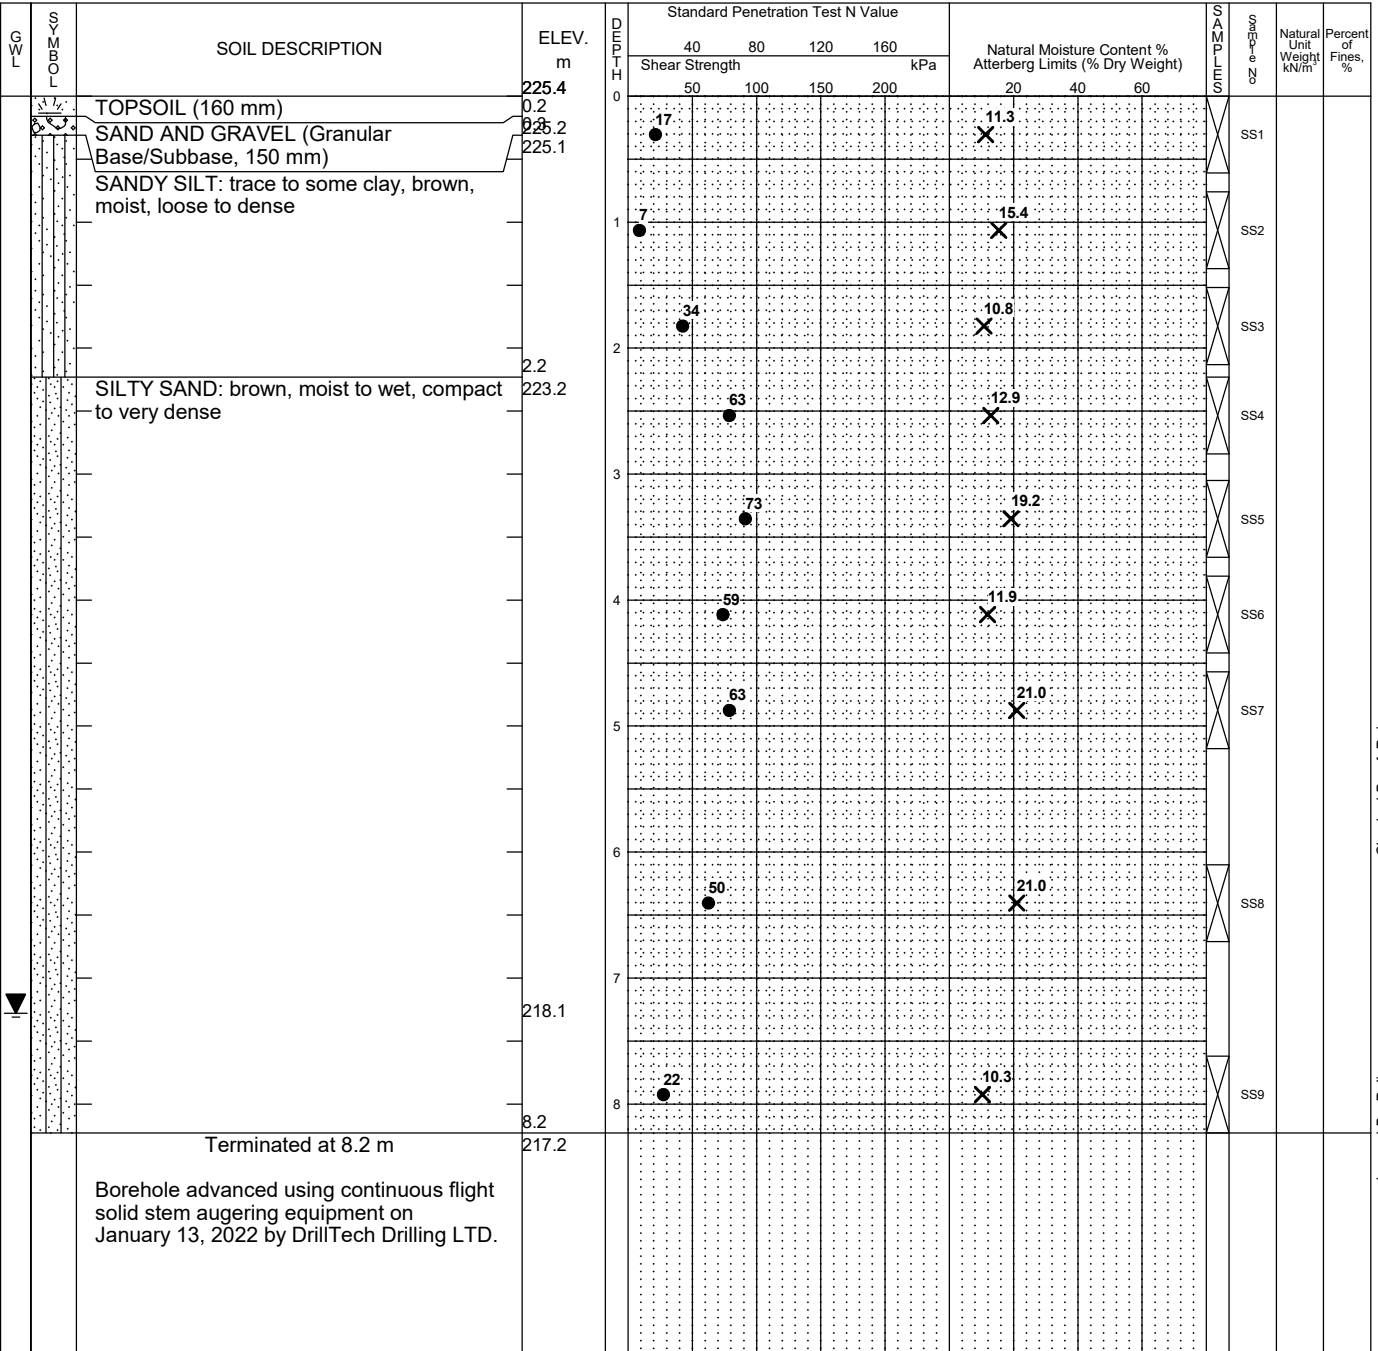 GWL
SYMBOL
SOIL DESCRIPTION
ELEV.
m
225.4
DEPTH
Standard Penetration Test N Value
40 80 120 160
Shear Strength kPa
50 100 150 200
Natural Moisture Content %
Atterberg Limits (% Dry Weight)
20 40 60
SAMPLES
Sample No
Natural
Unit
Weight
kN/m³
Percent
of
Fines,
%
0
TOPSOIL (160 mm)
0.2
225.2
0.3
225.1
SAND AND GRAVEL (Granular
Base/Subbase, 150 mm)
17 11.3 SS1
SANDY SILT: trace to some clay, brown,
moist, loose to dense
1
7 15.4 SS2
34 10.8 SS3
2
2.2
SILTY SAND: brown, moist to wet, compact
to very dense
223.2
63 12.9 SS4
3
73 19.2 SS5
4
59 11.9 SS6
63 21.0 SS7
5
6
50 21.0 SS8
7
218.1
22 10.3 SS9
8
8.2
Terminated at 8.2 m
217.2
Borehole advanced using continuous flight
solid stem augering equipment on
January 13, 2022 by DrillTech Drilling LTD.